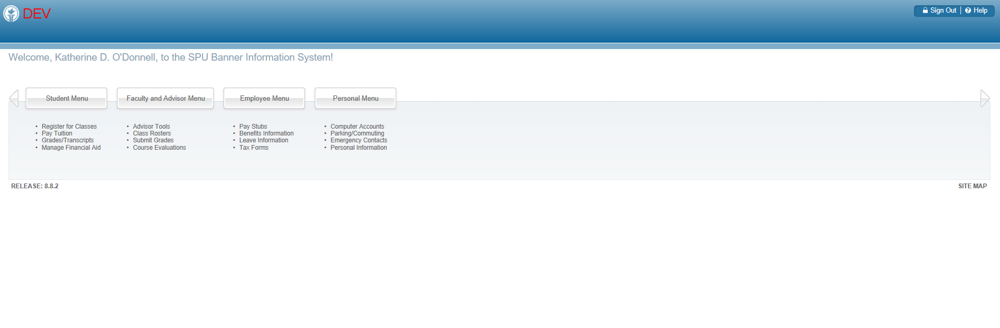 DEV
Sign Out | Help
Welcome, Katherine D. O'Donnell, to the SPU Banner Information System!
Student Menu
Faculty and Advisor Menu
Employee Menu
Personal Menu
• Register for Classes
• Pay Tuition
• Grades/Transcripts
• Manage Financial Aid
• Advisor Tools
• Class Rosters
• Submit Grades
• Course Evaluations
• Pay Stubs
• Benefits Information
• Leave Information
• Tax Forms
• Computer Accounts
• Parking/Commuting
• Emergency Contacts
• Personal Information
RELEASE: 8.8.2
SITE MAP